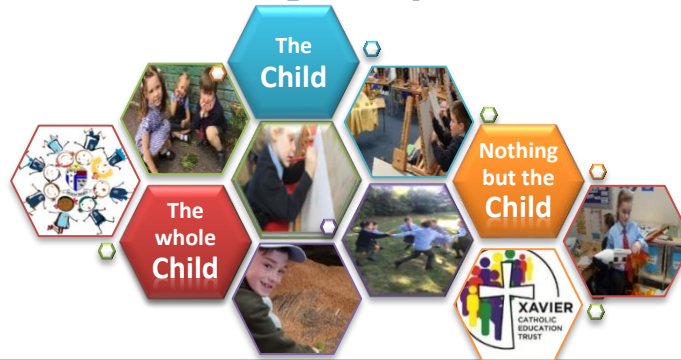 The
Child
The
whole
Child
Nothing
but the
Child
XAVIER
CATHOLIC
EDUCATION
TRUST